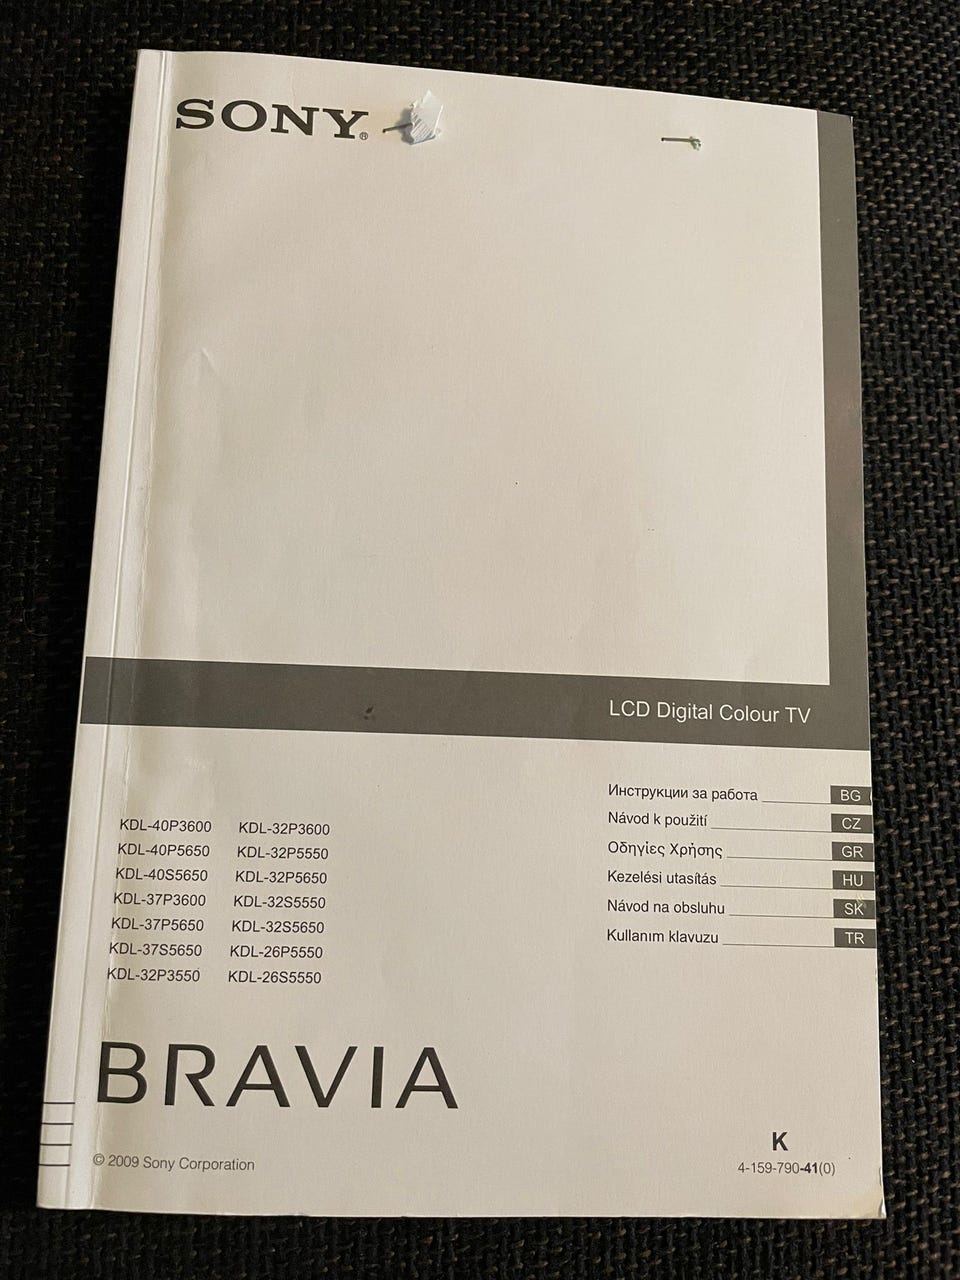 SONY®
LCD Digital Colour TV
Инструкции за работа BG
Návod k použití CZ
Οδηγίες Χρήσης GR
Kezelési utasítás HU
Návod na obsluhu SK
Kullanım klavuzu TR
KDL-40P3600 KDL-32P3600
KDL-40P5650 KDL-32P5550
KDL-40S5650 KDL-32P5650
KDL-37P3600 KDL-32S5550
KDL-37P5650 KDL-32S5650
KDL-37S5650 KDL-26P5550
KDL-32P3550 KDL-26S5550
BRAVIA
© 2009 Sony Corporation
K
4-159-790-41(0)